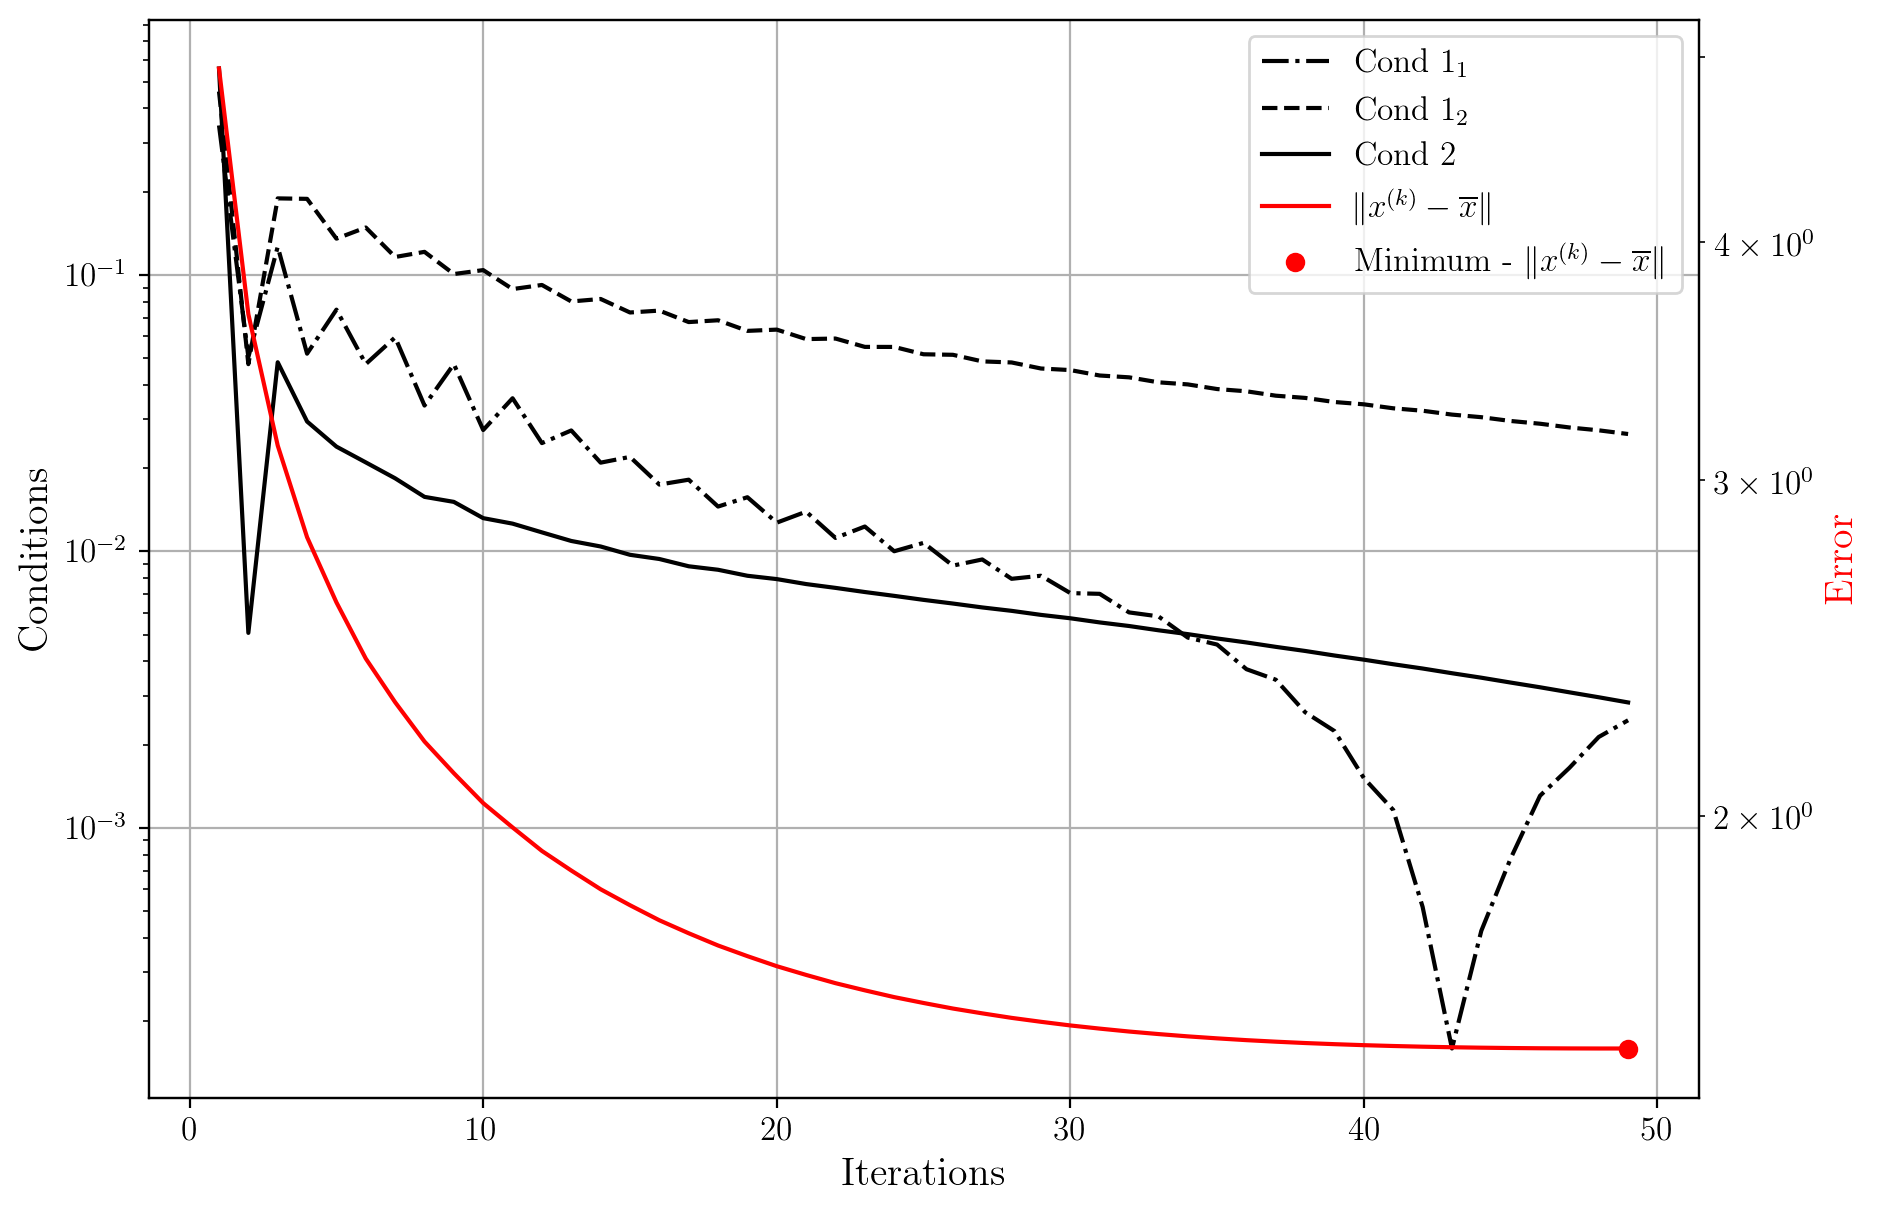 Cond 1₁
Cond 1₂
Cond 2
‖x⁽ᵏ⁾ − x̅‖
Minimum - ‖x⁽ᵏ⁾ − x̅‖
10⁻¹
10⁻²
10⁻³
Conditions
4 × 10⁰
3 × 10⁰
2 × 10⁰
Error
0 10 20 30 40 50
Iterations